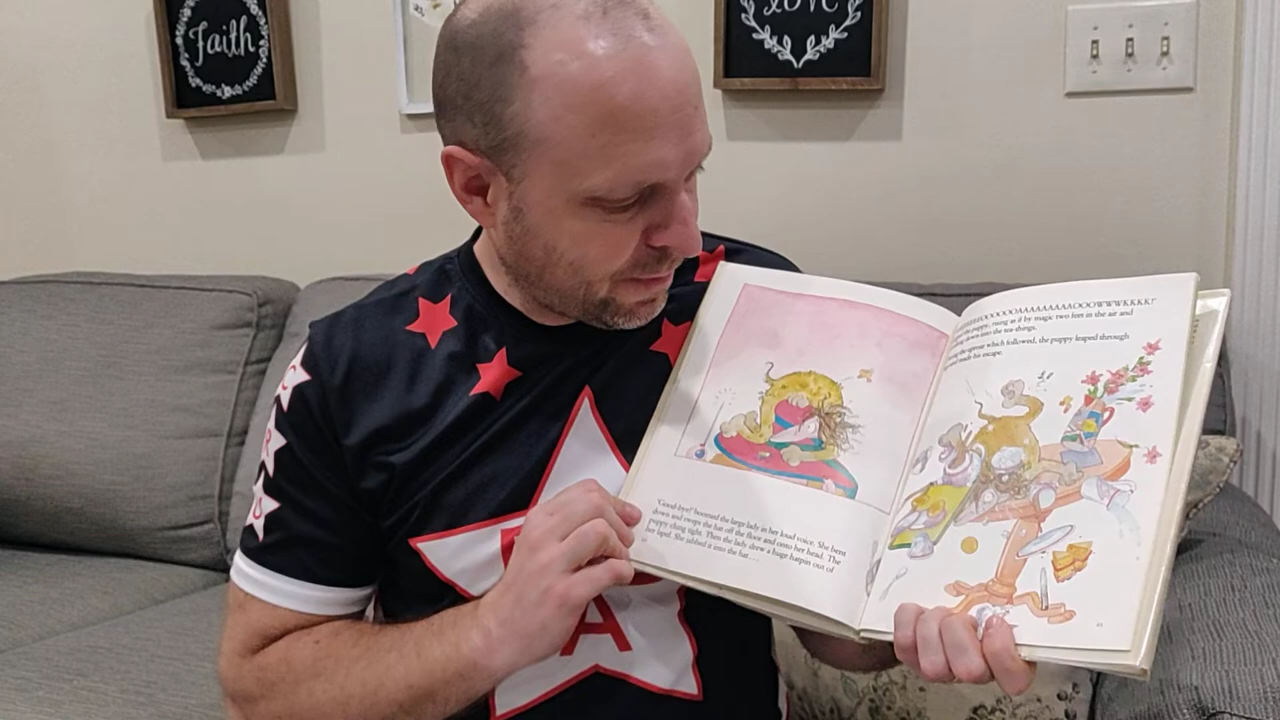 Faith
LOVE
C
R
U
A
"Good-bye!" boomed the large lady in her loud voice. She bent
down and swept the hat off the floor and onto her head. The
puppy clung tight. Then the lady drew a huge hatpin out of
her lapel. She jabbed it into the hat . . .
the puppy, rising as if by magic two feet in the air and
down into the tea-things.
the uproar which followed, the puppy leaped through
made his escape.